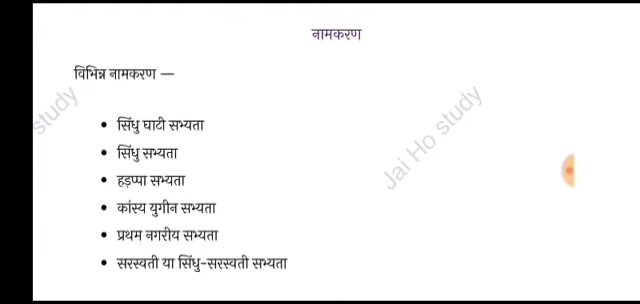 नामकरण
विभिन्न नामकरण —
• सिंधु घाटी सभ्यता
• सिंधु सभ्यता
• हड़प्पा सभ्यता
• कांस्य युगीन सभ्यता
• प्रथम नगरीय सभ्यता
• सरस्वती या सिंधु-सरस्वती सभ्यता
study
Jai Ho study